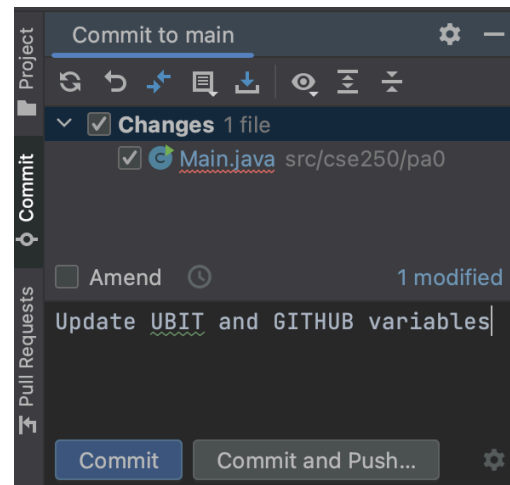 Project
Commit
Pull Requests
Commit to main
Changes 1 file
Main.java src/cse250/pa0
Amend
1 modified
Update UBIT and GITHUB variables
Commit
Commit and Push...